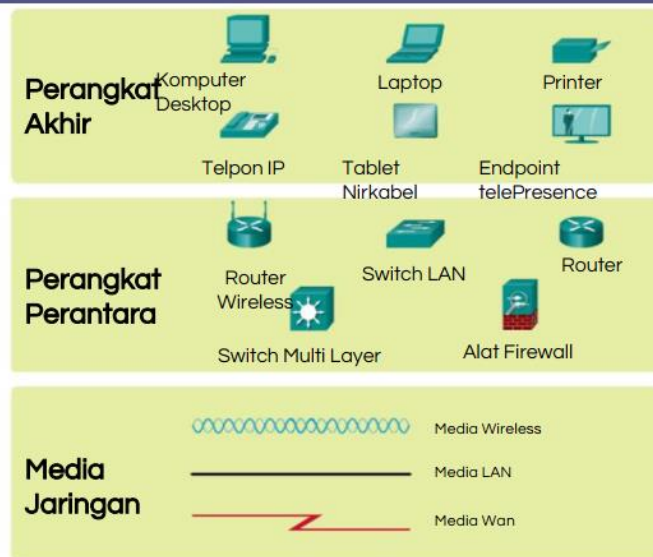 Perangkat
Akhir
Komputer
Desktop
Laptop
Printer
Telpon IP
Tablet
Nirkabel
Endpoint
telePresence
Perangkat
Perantara
Router
Wireless
Switch LAN
Router
Switch Multi Layer
Alat Firewall
Media
Jaringan
Media Wireless
Media LAN
Media Wan